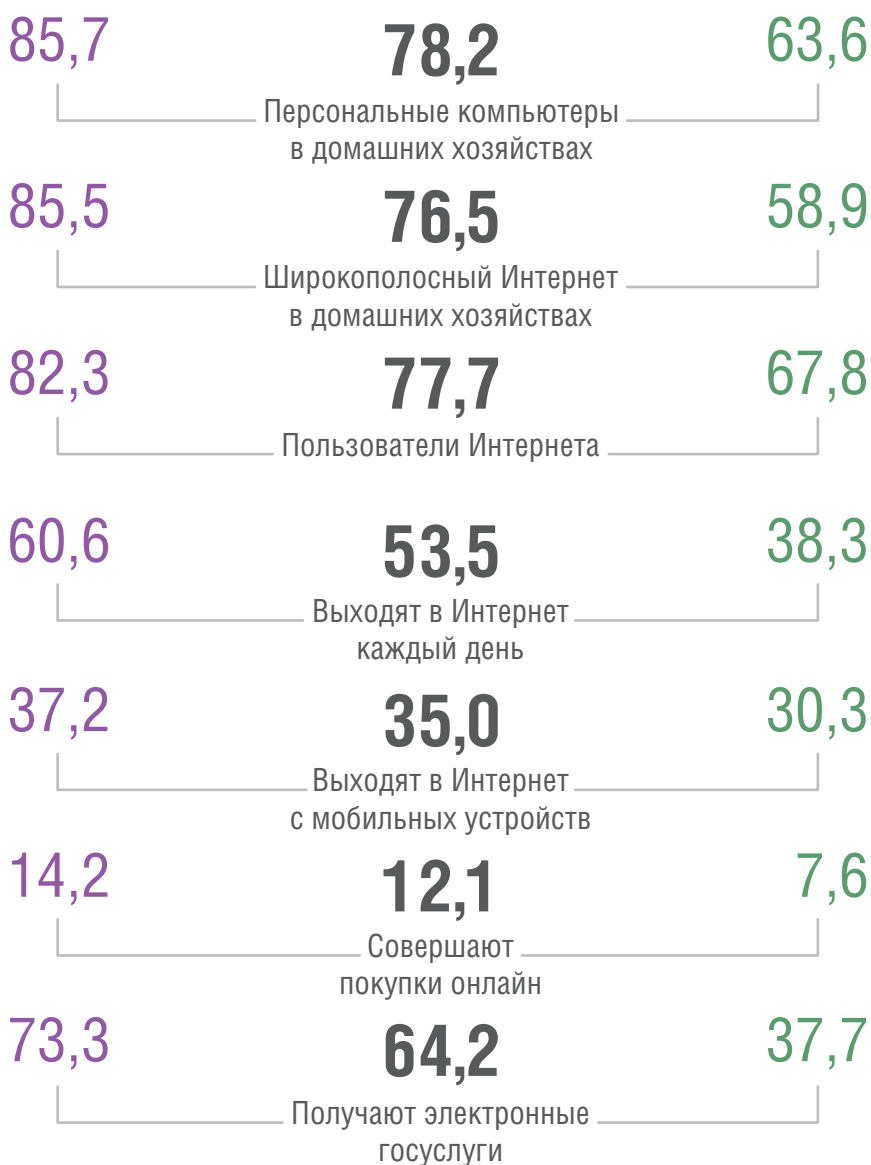 85,7 78,2 63,6
Персональные компьютеры
в домашних хозяйствах
85,5 76,5 58,9
Широкополосный Интернет
в домашних хозяйствах
82,3 77,7 67,8
Пользователи Интернета
60,6 53,5 38,3
Выходят в Интернет
каждый день
37,2 35,0 30,3
Выходят в Интернет
с мобильных устройств
14,2 12,1 7,6
Совершают
покупки онлайн
73,3 64,2 37,7
Получают электронные
госуслуги